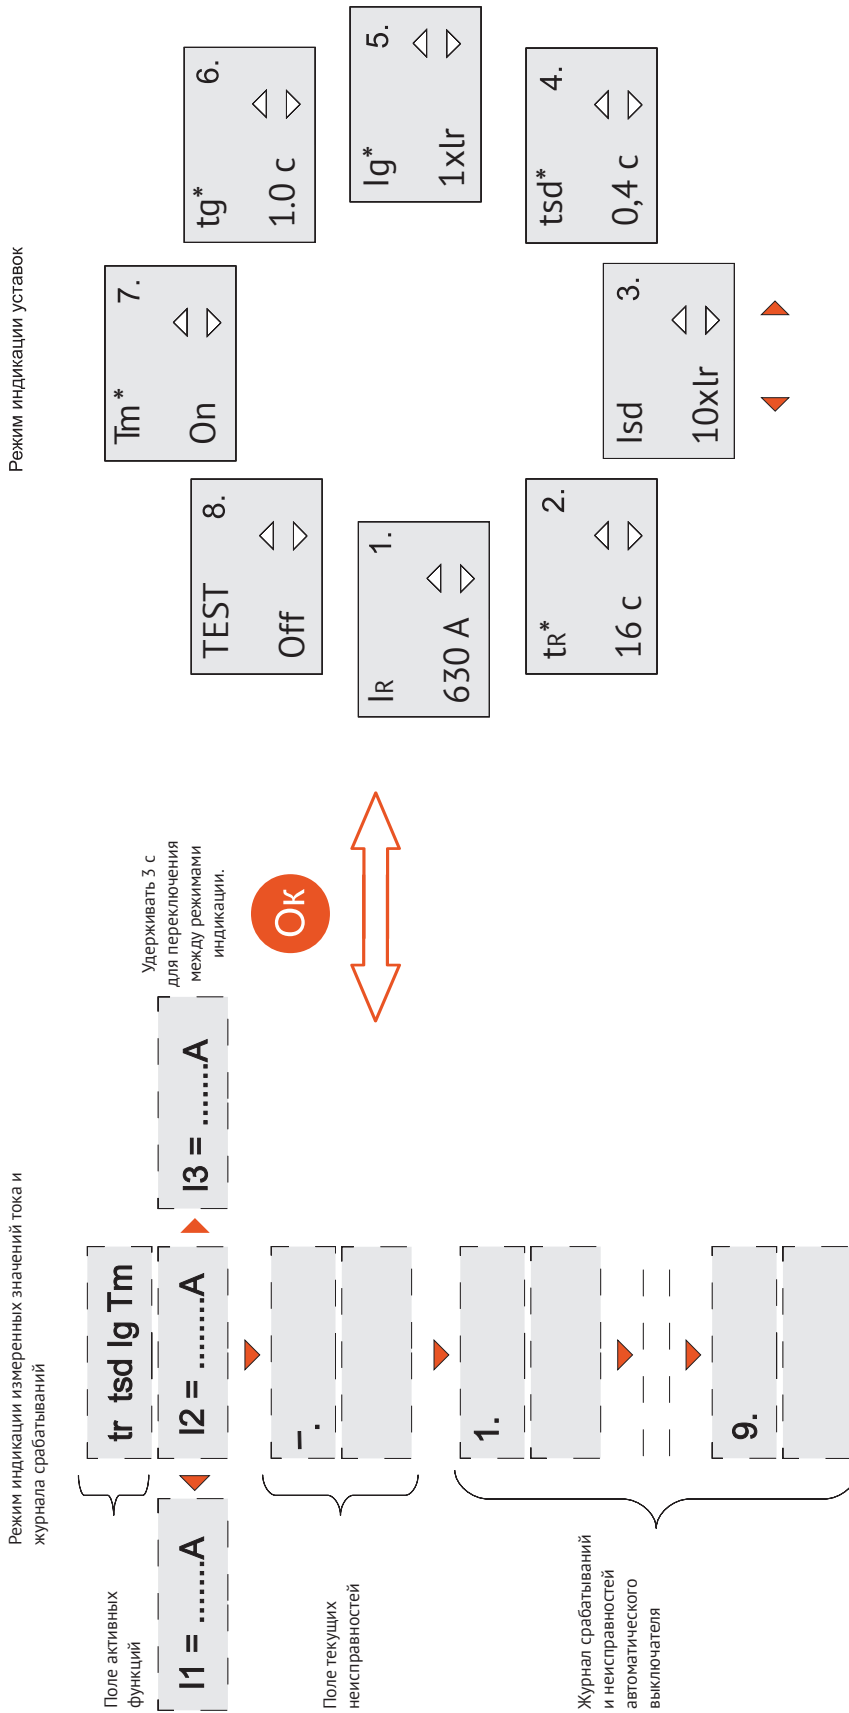 Режим индикации измеренных значений тока и
журнала срабатываний
Поле активных
функций
tr tsd Ig Tm
I1 = .......A
I2 = ........A
I3 = .......A
Поле текущих
неисправностей
–.
Журнал срабатываний
и неисправностей
автоматического
выключателя
1.
9.
Удерживать 3 с
для переключения
между режимами
индикации.
Ок
Режим индикации уставок
IR 1.
630 A
tR* 2.
16 с
Isd 3.
10xIr
tsd* 4.
0,4 с
Ig* 5.
1xIr
tg* 6.
1.0 с
Tm* 7.
On
TEST 8.
Off